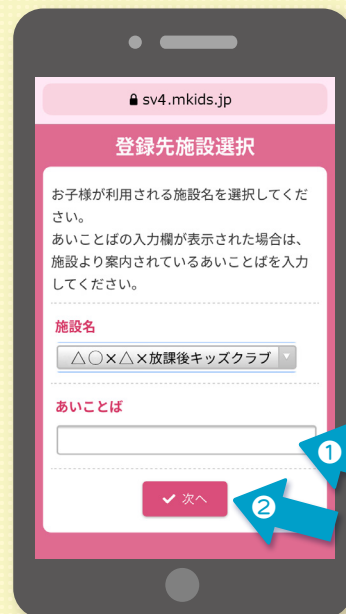 sv4.mkids.jp
登録先施設選択
お子様が利用される施設名を選択してくだ
さい。
あいことばの入力欄が表示された場合は、
施設より案内されているあいことばを入力
してください。
施設名
△○×△×放課後キッズクラブ
あいことば
1
✔ 次へ
2